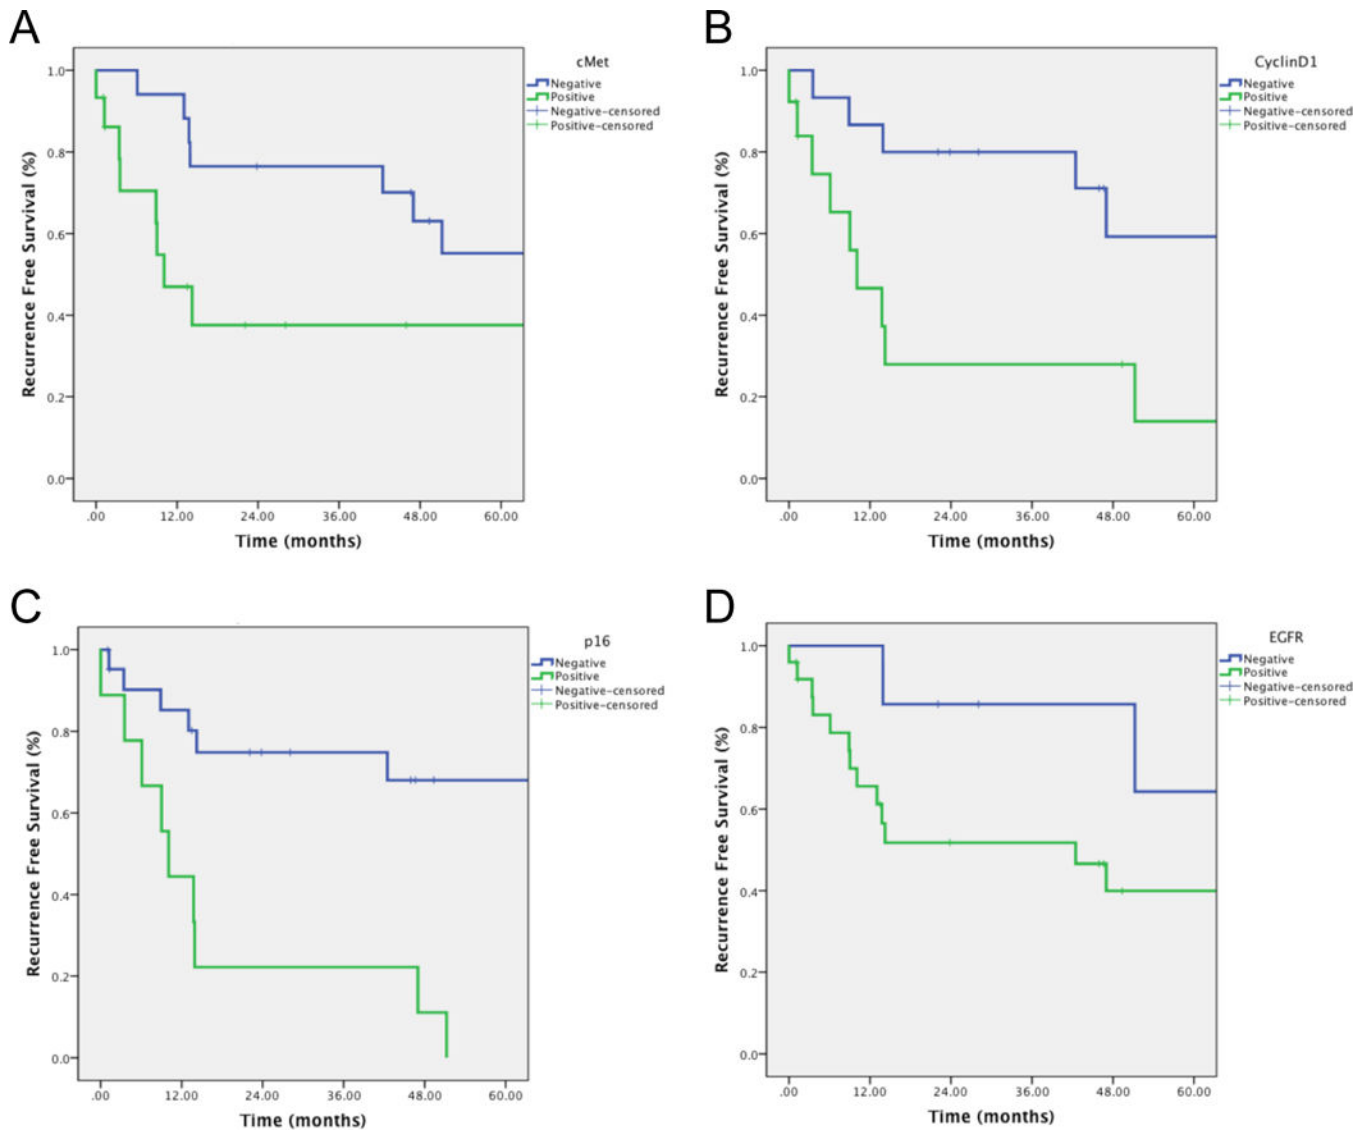 A
cMet
Negative
Positive
Negative-censored
Positive-censored
Recurrence Free Survival (%)
1.0
0.8
0.6
0.4
0.2
0.0
.00 12.00 24.00 36.00 48.00 60.00
Time (months)
B
CyclinD1
Negative
Positive
Negative-censored
Positive-censored
Recurrence Free Survival (%)
1.0
0.8
0.6
0.4
0.2
0.0
.00 12.00 24.00 36.00 48.00 60.00
Time (months)
C
p16
Negative
Positive
Negative-censored
Positive-censored
Recurrence Free Survival (%)
1.0
0.8
0.6
0.4
0.2
0.0
.00 12.00 24.00 36.00 48.00 60.00
Time (months)
D
EGFR
Negative
Positive
Negative-censored
Positive-censored
Recurrence Free Survival (%)
1.0
0.8
0.6
0.4
0.2
0.0
.00 12.00 24.00 36.00 48.00 60.00
Time (months)